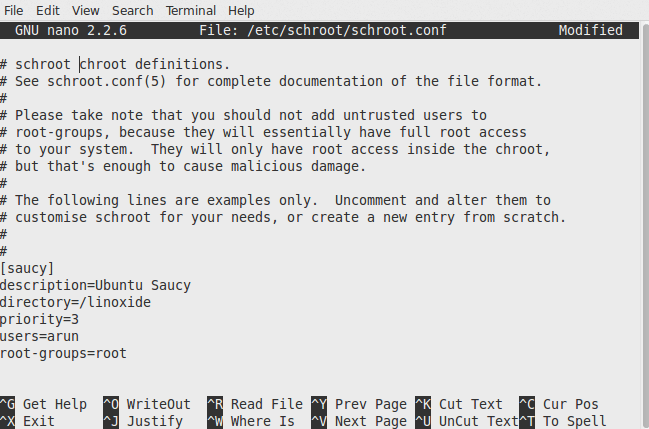 File Edit View Search Terminal Help
GNU nano 2.2.6 File: /etc/schroot/schroot.conf Modified
# schroot chroot definitions.
# See schroot.conf(5) for complete documentation of the file format.
#
# Please take note that you should not add untrusted users to
# root-groups, because they will essentially have full root access
# to your system.  They will only have root access inside the chroot,
# but that's enough to cause malicious damage.
#
# The following lines are examples only.  Uncomment and alter them to
# customise schroot for your needs, or create a new entry from scratch.
#
#
[saucy]
description=Ubuntu Saucy
directory=/linoxide
priority=3
users=arun
root-groups=root
^G Get Help ^O WriteOut ^R Read File ^Y Prev Page ^K Cut Text ^C Cur Pos
^X Exit ^J Justify ^W Where Is ^V Next Page ^U UnCut Text ^T To Spell